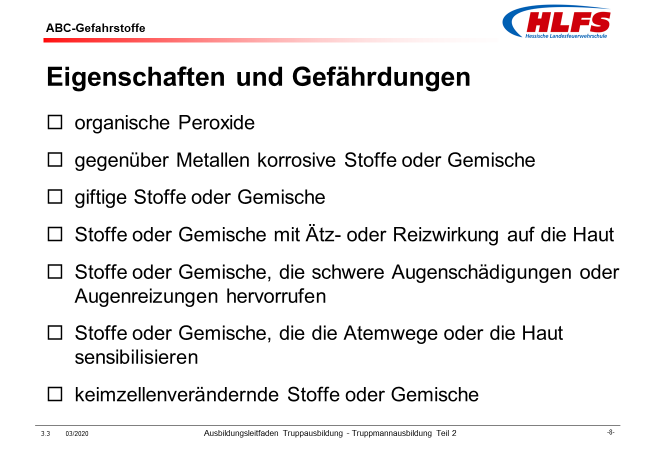 ABC-Gefahrstoffe
HLFS
Hessische Landesfeuerwehrschule
Eigenschaften und Gefährdungen
organische Peroxide
gegenüber Metallen korrosive Stoffe oder Gemische
giftige Stoffe oder Gemische
Stoffe oder Gemische mit Ätz- oder Reizwirkung auf die Haut
Stoffe oder Gemische, die schwere Augenschädigungen oder
Augenreizungen hervorrufen
Stoffe oder Gemische, die die Atemwege oder die Haut
sensibilisieren
keimzellenverändernde Stoffe oder Gemische
3.3 03/2020 Ausbildungsleitfaden Truppausbildung - Truppmannausbildung Teil 2 -8-